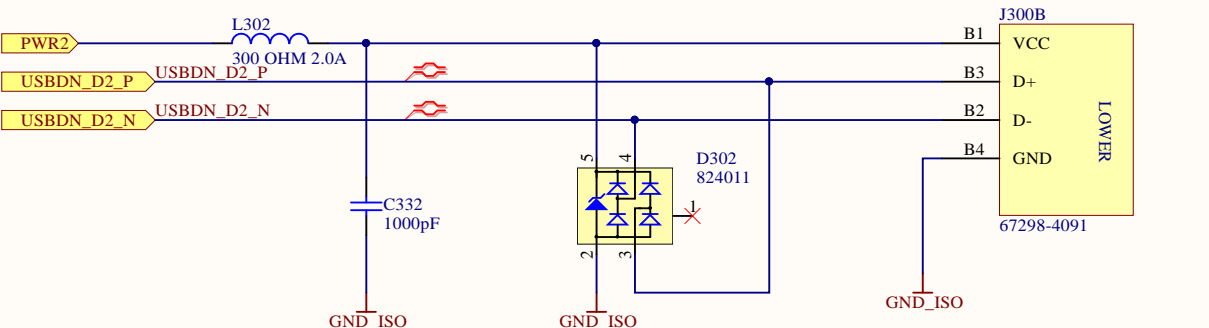 J300B
L302
PWR2
300 OHM 2.0A
B1
VCC
USBDN_D2_P
USBDN_D2_P
B3
D+
USBDN_D2_N
USBDN_D2_N
B2
D-
LOWER
B4
GND
5
4
D302
824011
C332
1000pF
1
67298-4091
2
3
GND_ISO
GND_ISO
GND_ISO